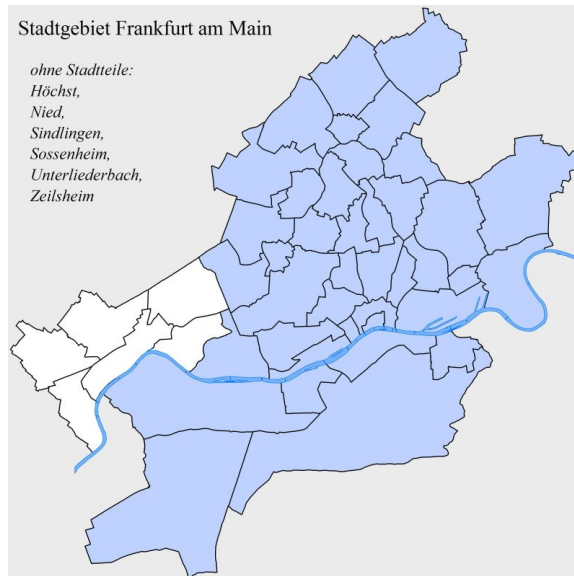 Stadtgebiet Frankfurt am Main
ohne Stadtteile:
Höchst,
Nied,
Sindlingen,
Sossenheim,
Unterliederbach,
Zeilsheim